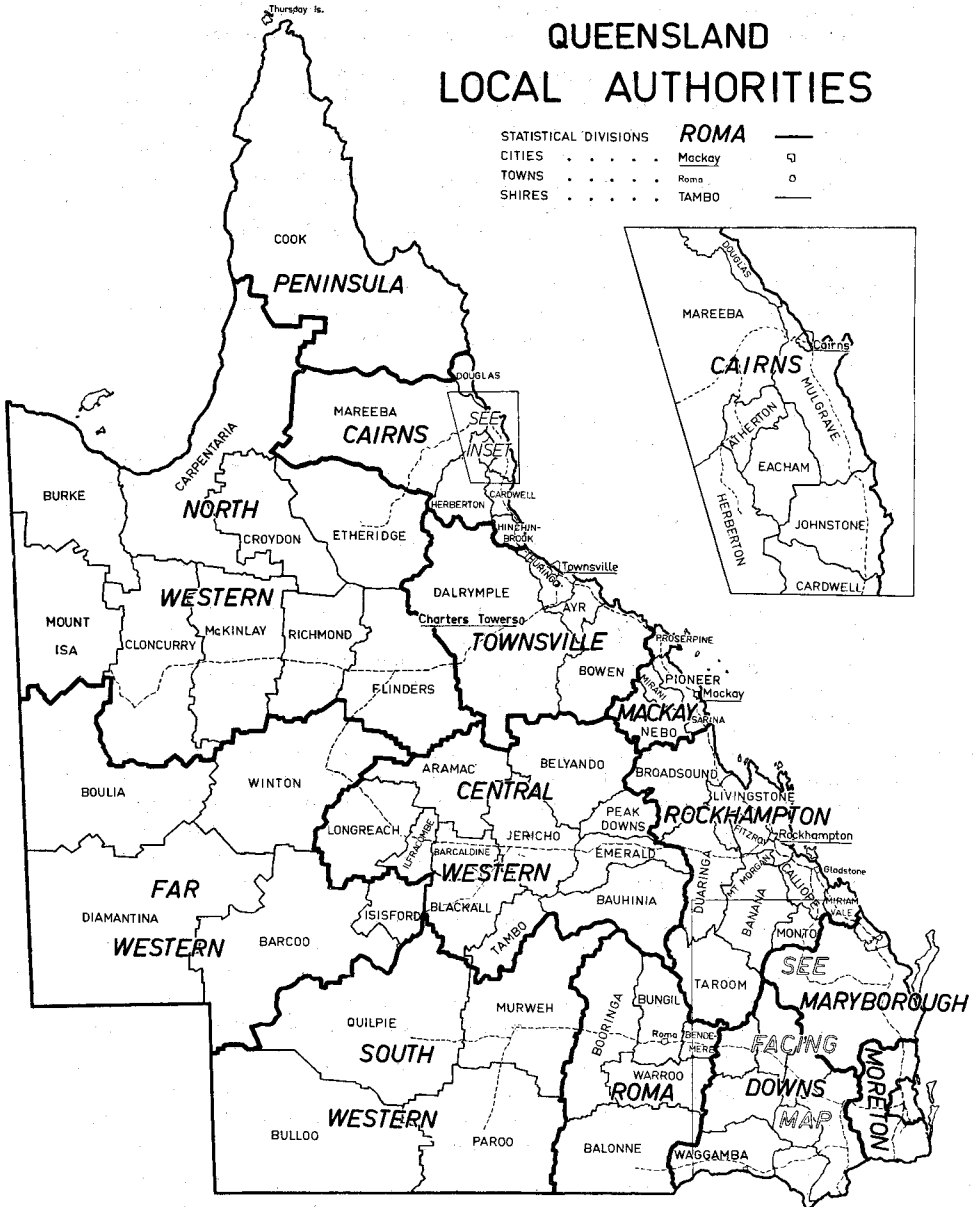 Thursday Is.
QUEENSLAND
LOCAL AUTHORITIES
STATISTICAL DIVISIONS ROMA
CITIES . . . . . Mackay
TOWNS . . . . . Roma
SHIRES . . . . . TAMBO
COOK
PENINSULA
DOUGLAS
MAREEBA
CAIRNS
Cairns
MULGRAVE
ATHERTON
EACHAM
HERBERTON
JOHNSTONE
CARDWELL
DOUGLAS
MAREEBA
CAIRNS
SEE
INSET
CARPENTARIA
BURKE
NORTH
CROYDON
ETHERIDGE
HERBERTON
CARDWELL
HINCHIN-
BROOK
THURINGOWA
Townsville
DALRYMPLE
AYR
Charters Towers
TOWNSVILLE
MOUNT
ISA
WESTERN
CLONCURRY
McKINLAY
RICHMOND
FLINDERS
BOWEN
PROSERPINE
PIONEER
MIRANI
Mackay
MACKAY
SARINA
NEBO
BOULIA
WINTON
ARAMAC
BELYANDO
CENTRAL
BROADSOUND
LIVINGSTONE
ROCKHAMPTON
LONGREACH
ILFRACOMBE
JERICHO
PEAK
DOWNS
FITZROY
Rockhampton
BARCALDINE
EMERALD
WESTERN
DUARINGA
MT MORGAN
CALLIOPE
Gladstone
FAR
DIAMANTINA
WESTERN
BARCOO
ISISFORD
BLACKALL
TAMBO
BAUHINIA
BANANA
MIRIAM
VALE
MONTO
TAROOM
SEE
MARYBOROUGH
QUILPIE
MURWEH
BOORINGA
BUNGIL
Roma
BENDE-
MERE
FACING
SOUTH
WARROO
ROMA
DOWNS
MORETON
WESTERN
MAP
BULLOO
PAROO
BALONNE
WAGGAMBA